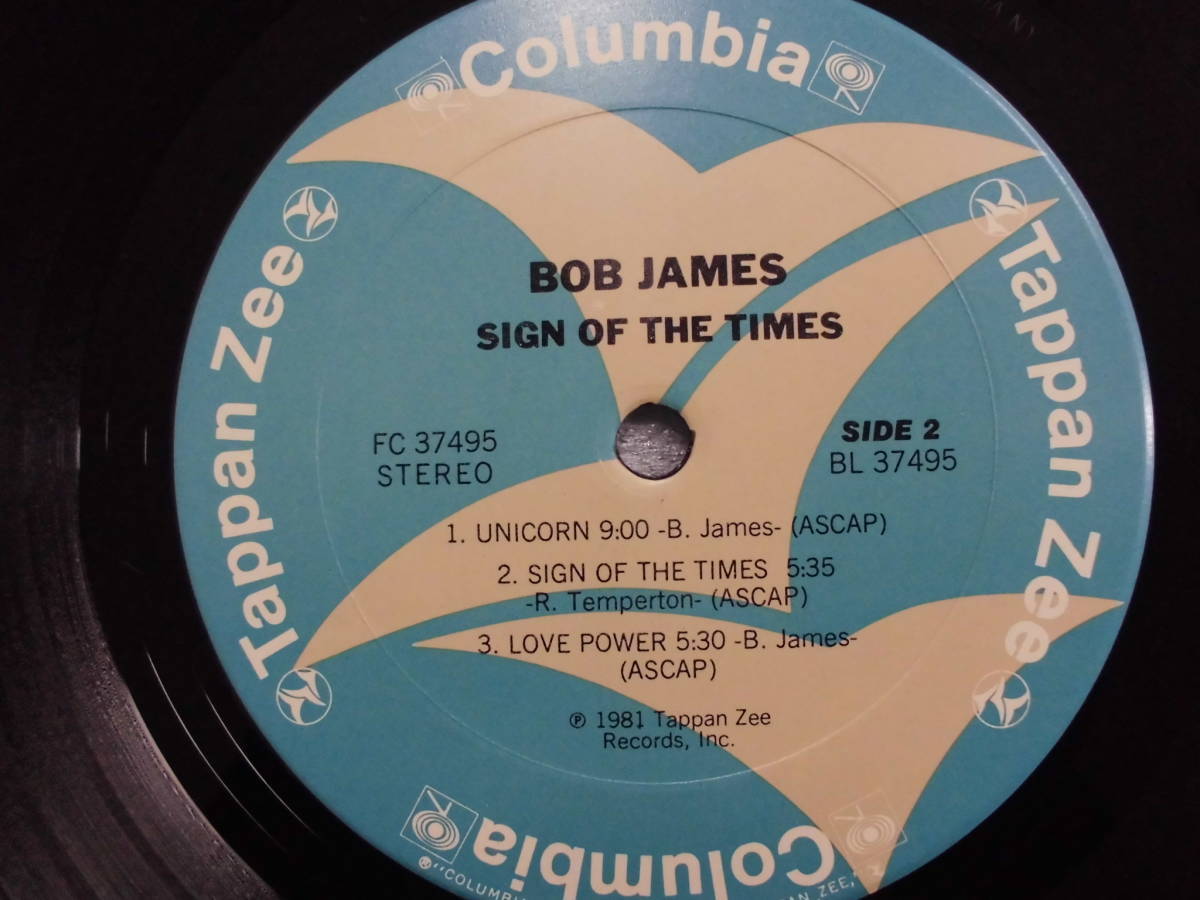 Columbia
Tappan Zee
Tappan Zee
BOB JAMES
SIGN OF THE TIMES
FC 37495
STEREO
SIDE 2
BL 37495
1. UNICORN 9:00 -B. James- (ASCAP)
2. SIGN OF THE TIMES 5:35
-R. Temperton- (ASCAP)
3. LOVE POWER 5:30 -B. James-
(ASCAP)
℗ 1981 Tappan Zee
Records, Inc.
Columbia
PAN ZEE,"